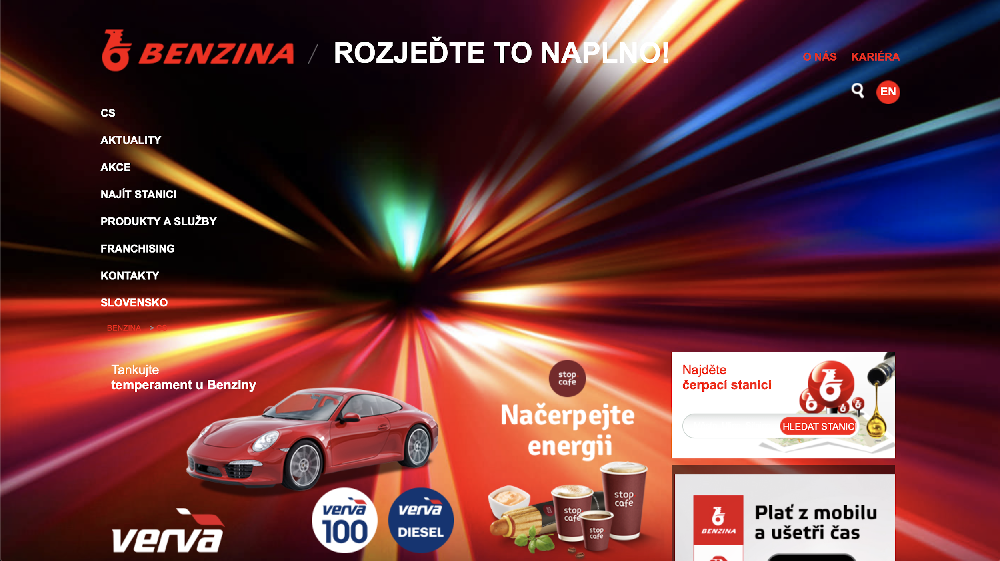 BENZINA / ROZJEĎTE TO NAPLNO!
O NÁS KARIÉRA
EN
CS
AKTUALITY
AKCE
NAJÍT STANICI
PRODUKTY A SLUŽBY
FRANCHISING
KONTAKTY
SLOVENSKO
BENZINA > CS
Tankujte
temperament u Benziny
verva
verva
100
verva
DIESEL
stop.
cafe
Načerpejte
energii
stop.
cafe
stop
cafe
stop
cafe
Najděte
čerpací stanici
HLEDAT STANICI
BENZINA
Plať z mobilu
a ušetři čas